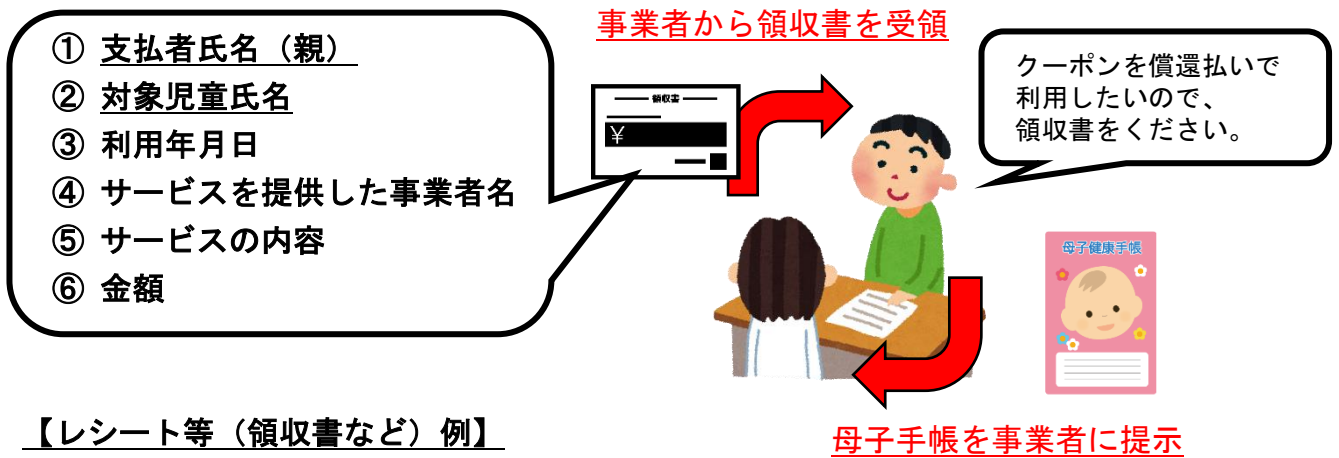 ① 支払者氏名（親）
② 対象児童氏名
③ 利用年月日
④ サービスを提供した事業者名
⑤ サービスの内容
⑥ 金額
事業者から領収書を受領
領収書
￥
クーポンを償還払いで
利用したいので、
領収書をください。
母子健康手帳
【レシート等（領収書など）例】
母子手帳を事業者に提示